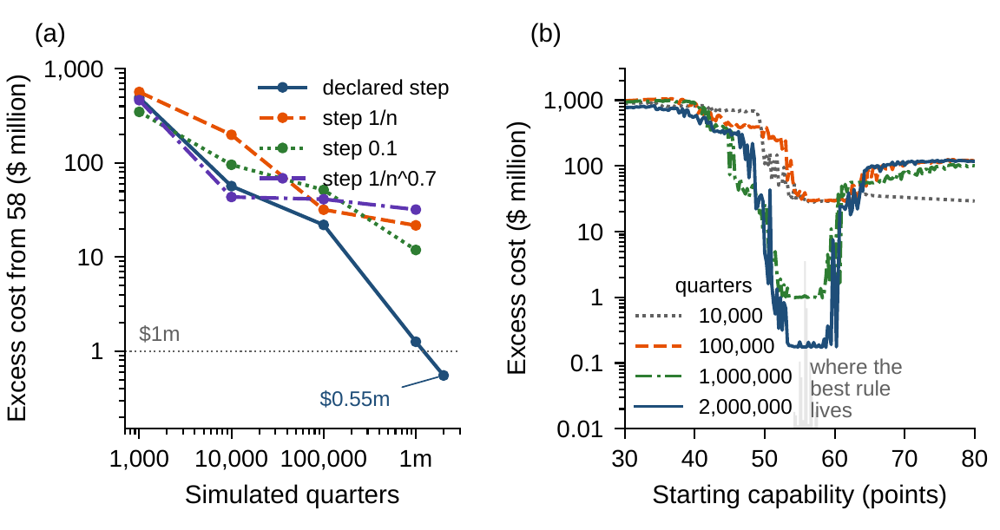 (a)
Excess cost from 58 ($ million)
1,000
100
10
1
declared step
step 1/n
step 0.1
step 1/n^0.7
$1m
$0.55m
1,000
10,000
100,000
1m
Simulated quarters
(b)
Excess cost ($ million)
1,000
100
10
1
0.1
0.01
quarters
10,000
100,000
1,000,000
2,000,000
where the
best rule
lives
30
40
50
60
70
80
Starting capability (points)